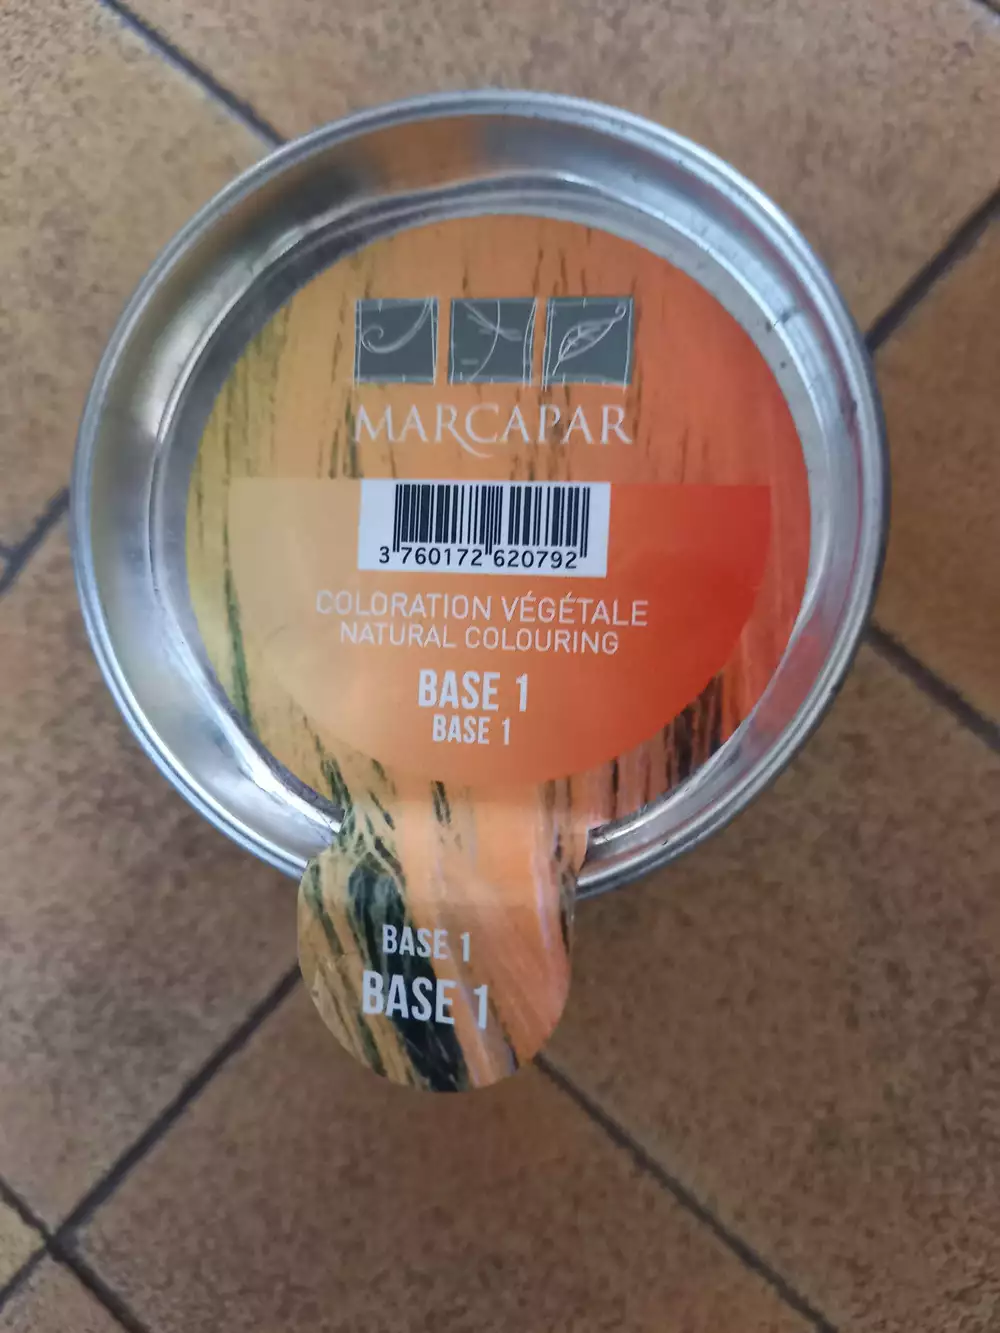 MARCAPAR
3 760172 620792
COLORATION VÉGÉTALE
NATURAL COLOURING
BASE 1
BASE 1
BASE 1
BASE 1